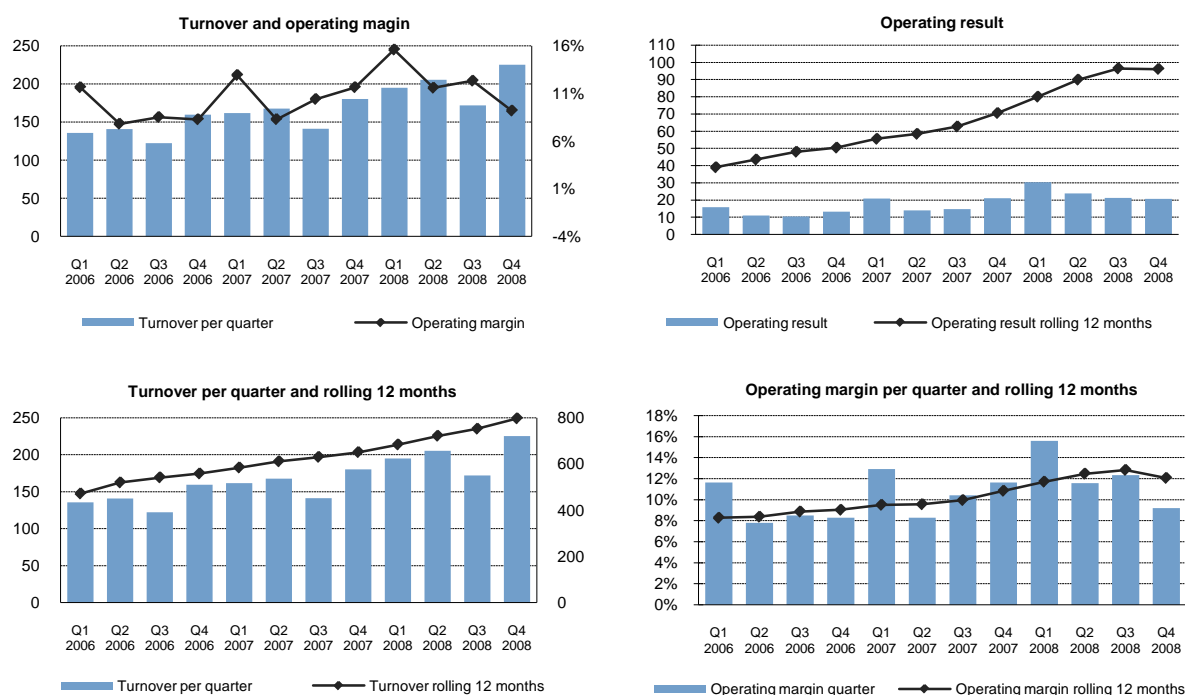 Turnover and operating magin
250
200
150
100
150
50
0
16%
11%
6%
1%
-4%
Q1 Q2 Q3 Q4 Q1 Q2 Q3 Q4 Q1 Q2 Q3 Q4
2006 2006 2006 2006 2007 2007 2007 2007 2008 2008 2008 2008
Turnover per quarter Operating margin
Operating result
110
100
90
80
70
60
50
40
30
20
10
0
Q1 Q2 Q3 Q4 Q1 Q2 Q3 Q4 Q1 Q2 Q3 Q4
2006 2006 2006 2006 2007 2007 2007 2007 2008 2008 2008 2008
Operating result Operating result rolling 12 months
Turnover per quarter and rolling 12 months
250
200
150
100
50
0
800
600
400
200
0
Q1 Q2 Q3 Q4 Q1 Q2 Q3 Q4 Q1 Q2 Q3 Q4
2006 2006 2006 2006 2007 2007 2007 2007 2008 2008 2008 2008
Turnover per quarter Turnover rolling 12 months
Operating margin per quarter and rolling 12 months
18%
16%
14%
12%
10%
8%
6%
4%
2%
0%
Q1 Q2 Q3 Q4 Q1 Q2 Q3 Q4 Q1 Q2 Q3 Q4
2006 2006 2006 2006 2007 2007 2007 2007 2008 2008 2008 2008
Operating margin quarter Operating margin rolling 12 months